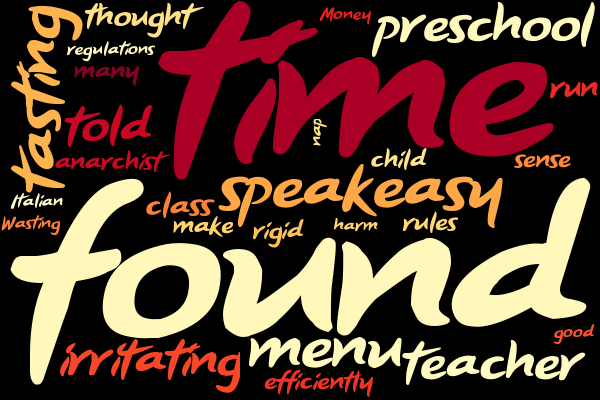 thought
Money
preschool
regulations
tasting
many
time
run
told
nap
anarchist
child
sense
Italian
speakeasy
class
Wasting
make
rigid
harm
rules
found
good
irritating
menu
teacher
efficiently